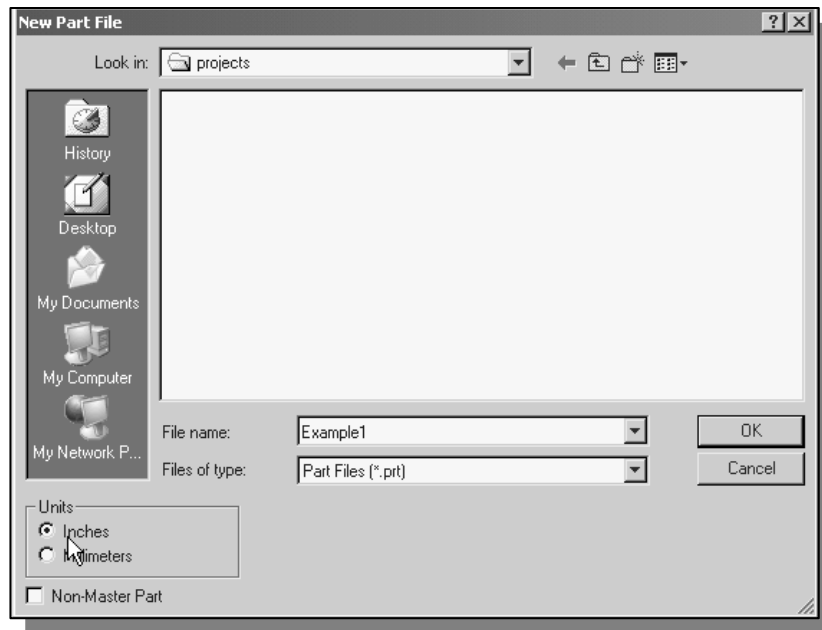 New Part File
Look in: projects
History
Desktop
My Documents
My Computer
My Network P...
File name: Example1 OK
Files of type: Part Files (*.prt) Cancel
Units
Inches
Millimeters
Non-Master Part